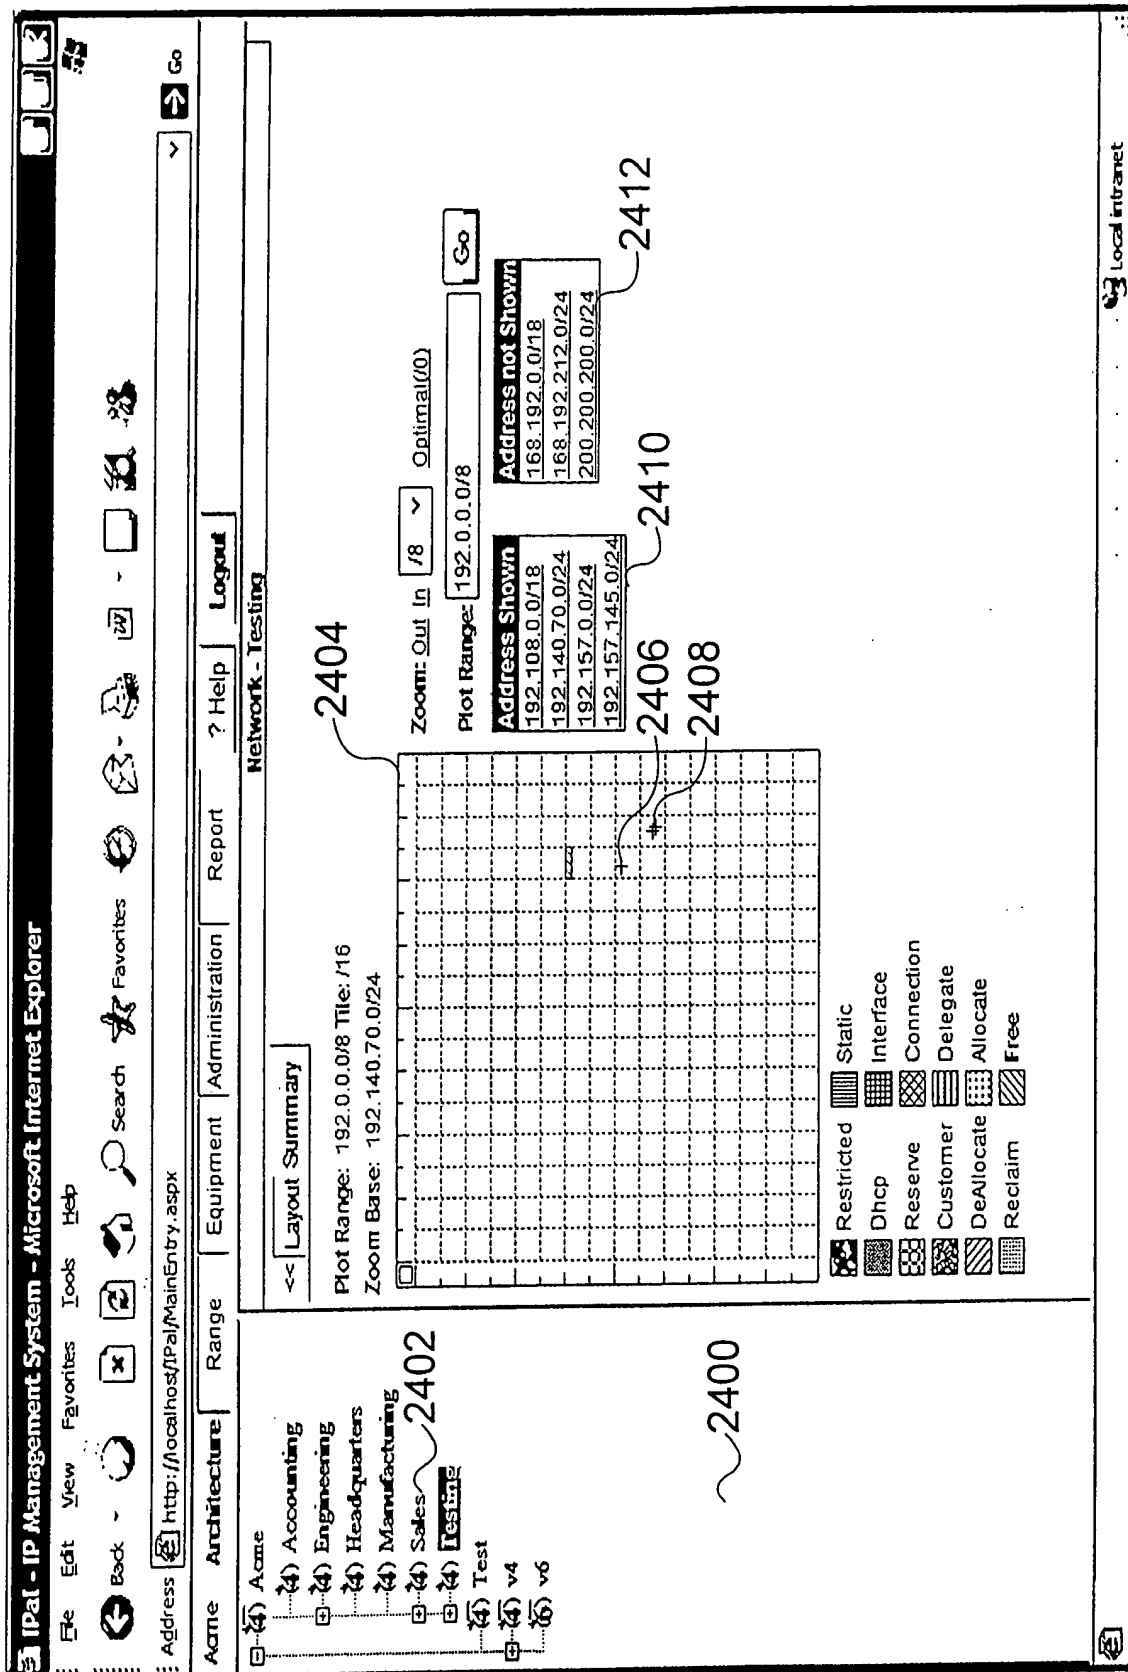 IPal - IP Management System - Microsoft Internet Explorer
File Edit View Favorites Tools Help
Back Search Favorites
Address http://localhost/IPal/MainEntry.aspx Go
Acme Architecture Range Equipment Administration Report ? Help Logout
(4) Acme
(4) Accounting
(4) Engineering
(4) Headquarters
(4) Manufacturing
(4) Sales
(4) Testing
(4) Test
(4) v4
(6) v6
2402
2400
Network - Testing
<< Layout Summary
Plot Range: 192.0.0.0/8 Tile: /16
Zoom Base: 192.140.70.0/24
2404
Zoom: Out In /8 Optimal(/0)
Plot Range: 192.0.0.0/8 Go
Address Shown
192.108.0.0/18
192.140.70.0/24
192.157.0.0/24
192.157.145.0/24
Address not Shown
168.192.0.0/18
168.192.212.0/24
200.200.200.0/24
2406
2408
2410
2412
Restricted Static
Dhcp Interface
Reserve Connection
Customer Delegate
DeAllocate Allocate
Reclaim Free
Local intranet